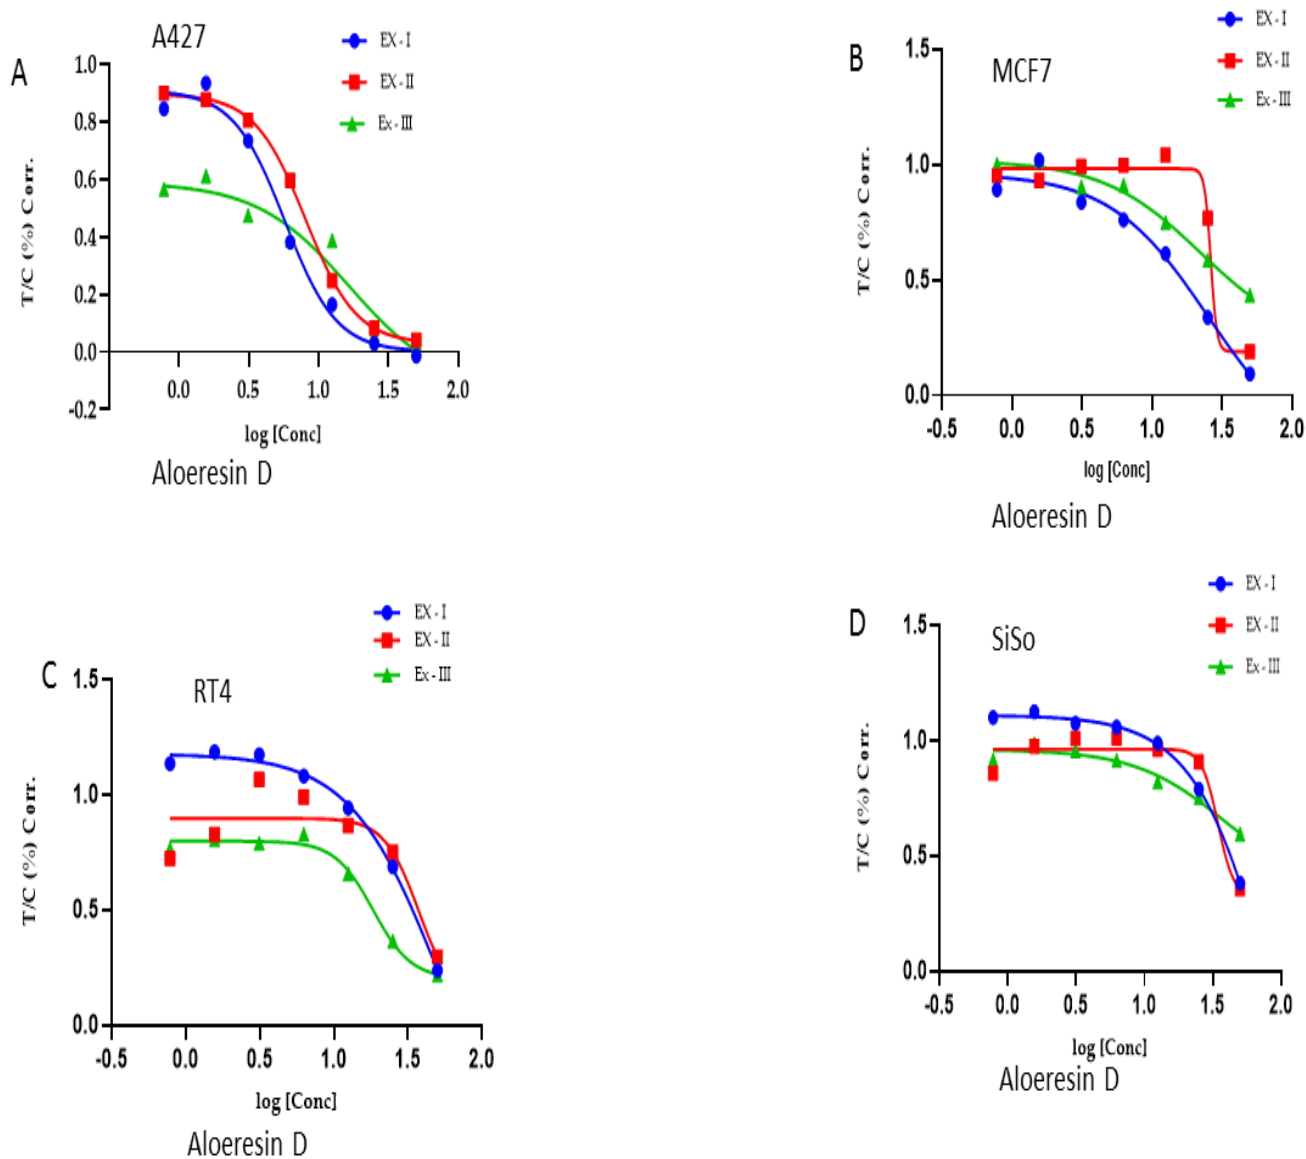 A
A427
EX - I
EX - II
Ex - III
T/C (%) Corr.
1.0
0.8
0.6
0.4
0.2
0.0
-0.2
0.0 0.5 1.0 1.5 2.0
log [Conc]
Aloeresin D
B
MCF7
EX - I
EX - II
Ex - III
T/C (%) Corr.
1.5
1.0
0.5
0.0
-0.5 0.0 0.5 1.0 1.5 2.0
log [Conc]
Aloeresin D
C
RT4
EX - I
EX - II
Ex - III
T/C (%) Corr.
1.5
1.0
0.5
0.0
-0.5 0.0 0.5 1.0 1.5 2.0
log [Conc]
Aloeresin D
D
SiSo
EX - I
EX - II
Ex - III
T/C (%) Corr.
1.5
1.0
0.5
0.0
-0.5 0.0 0.5 1.0 1.5 2.0
log [Conc]
Aloeresin D